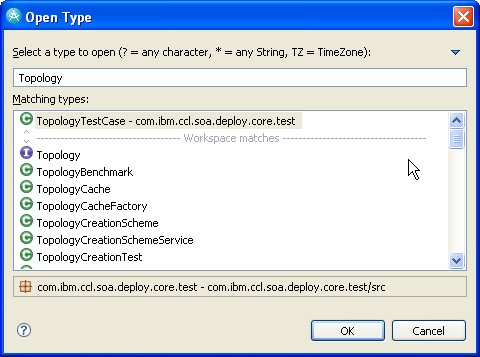 Open Type
Select a type to open (? = any character, * = any String, TZ = TimeZone):
Topology
Matching types:
TopologyTestCase - com.ibm.ccl.soa.deploy.core.test
Workspace matches
Topology
TopologyBenchmark
TopologyCache
TopologyCacheFactory
TopologyCreationScheme
TopologyCreationSchemeService
TopologyCreationTest
com.ibm.ccl.soa.deploy.core.test - com.ibm.ccl.soa.deploy.core.test/src
OK
Cancel